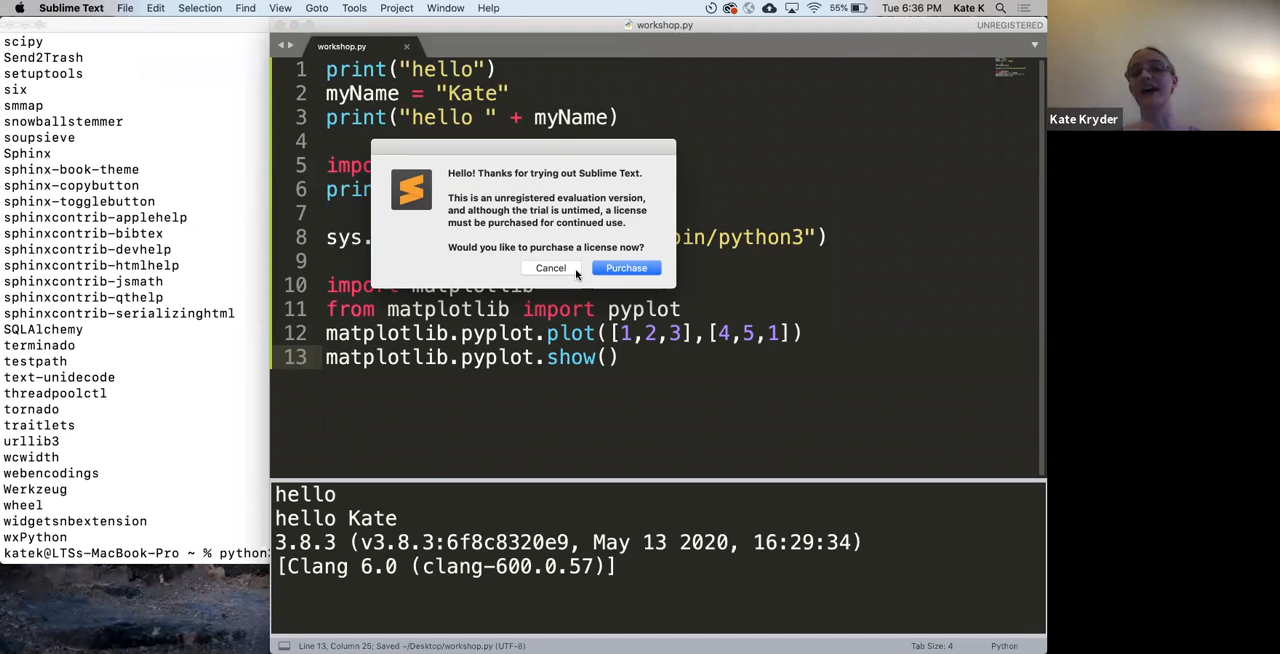 Sublime Text File Edit Selection Find View Goto Tools Project Window Help 55% Tue 6:36 PM Kate K
scipy
Send2Trash
setuptools
six
smmap
snowballstemmer
soupsieve
Sphinx
sphinx-book-theme
sphinx-copybutton
sphinx-togglebutton
sphinxcontrib-applehelp
sphinxcontrib-bibtex
sphinxcontrib-devhelp
sphinxcontrib-htmlhelp
sphinxcontrib-jsmath
sphinxcontrib-qthelp
sphinxcontrib-serializinghtml
SQLAlchemy
terminado
testpath
text-unidecode
threadpoolctl
tornado
traitlets
urllib3
wcwidth
webencodings
Werkzeug
wheel
widgetsnbextension
wxPython
katek@LTSs-MacBook-Pro ~ % python3
workshop.py
UNREGISTERED
workshop.py
1 print("hello")
2 myName = "Kate"
3 print("hello " + myName)
4
5 impo
6 prin
7
8 sys. bin/python3")
9
10 import matplotlib
11 from matplotlib import pyplot
12 matplotlib.pyplot.plot([1,2,3],[4,5,1])
13 matplotlib.pyplot.show()
Hello! Thanks for trying out Sublime Text.
This is an unregistered evaluation version,
and although the trial is untimed, a license
must be purchased for continued use.
Would you like to purchase a license now?
Cancel Purchase
hello
hello Kate
3.8.3 (v3.8.3:6f8c8320e9, May 13 2020, 16:29:34)
[Clang 6.0 (clang-600.0.57)]
Line 13, Column 25; Saved ~/Desktop/workshop.py (UTF-8) Tab Size: 4 Python
Kate Kryder